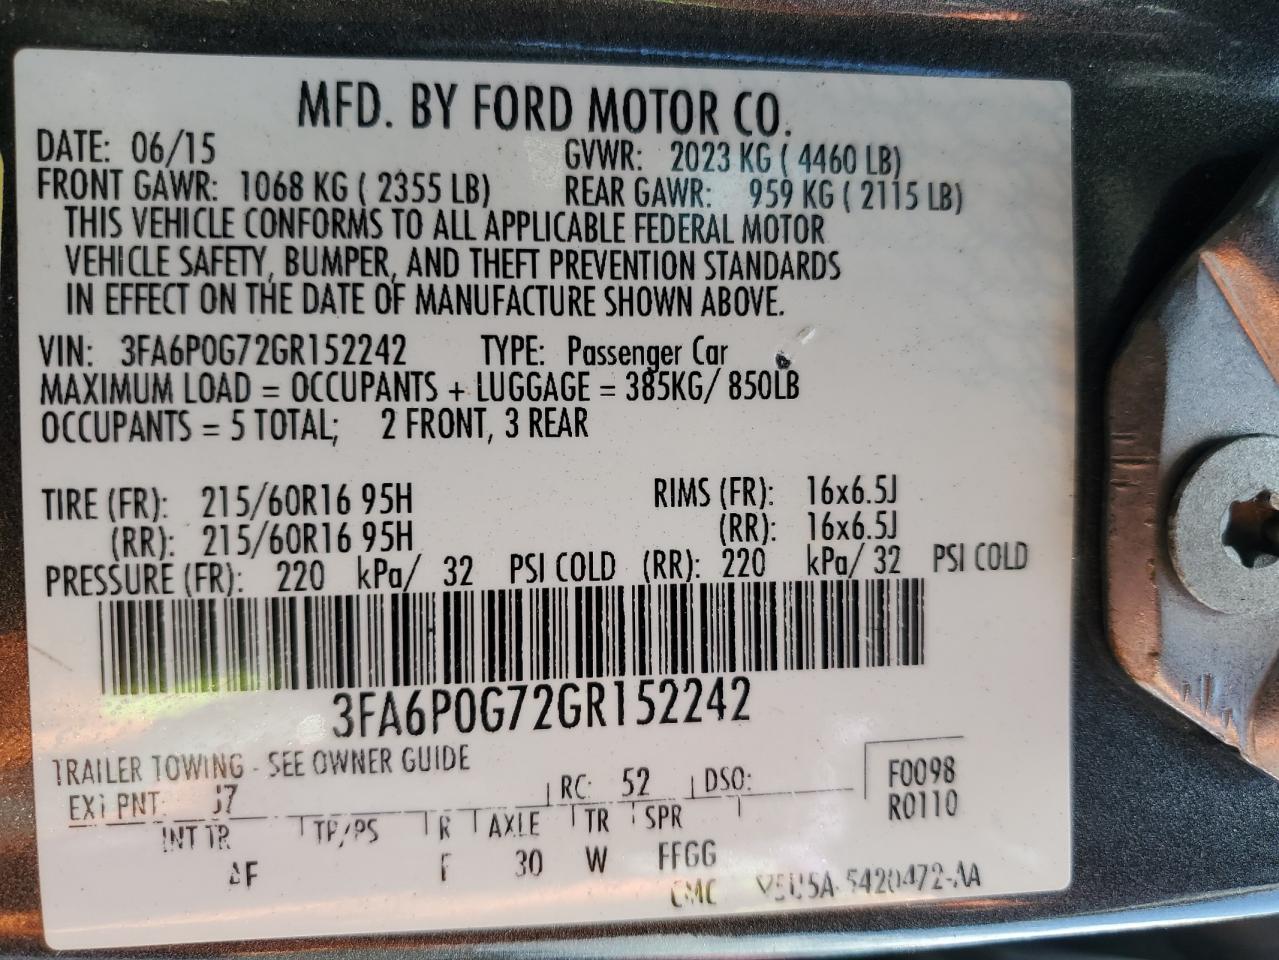 MFD. BY FORD MOTOR CO.
DATE: 06/15 GVWR: 2023 KG ( 4460 LB)
FRONT GAWR: 1068 KG ( 2355 LB) REAR GAWR: 959 KG ( 2115 LB)
THIS VEHICLE CONFORMS TO ALL APPLICABLE FEDERAL MOTOR
VEHICLE SAFETY, BUMPER, AND THEFT PREVENTION STANDARDS
IN EFFECT ON THE DATE OF MANUFACTURE SHOWN ABOVE.
VIN: 3FA6P0G72GR152242 TYPE: Passenger Car
MAXIMUM LOAD = OCCUPANTS + LUGGAGE = 385KG/ 850LB
OCCUPANTS = 5 TOTAL; 2 FRONT, 3 REAR
TIRE (FR): 215/60R16 95H RIMS (FR): 16x6.5J
(RR): 215/60R16 95H (RR): 16x6.5J
PRESSURE (FR): 220 kPa/ 32 PSI COLD (RR): 220 kPa/ 32 PSI COLD
3FA6P0G72GR152242
TRAILER TOWING - SEE OWNER GUIDE
EXT PNT: RC: 52 DSO: F0098
R0110
INT TR TP/PS R AXLE TR SPR
F 30 W FFGG